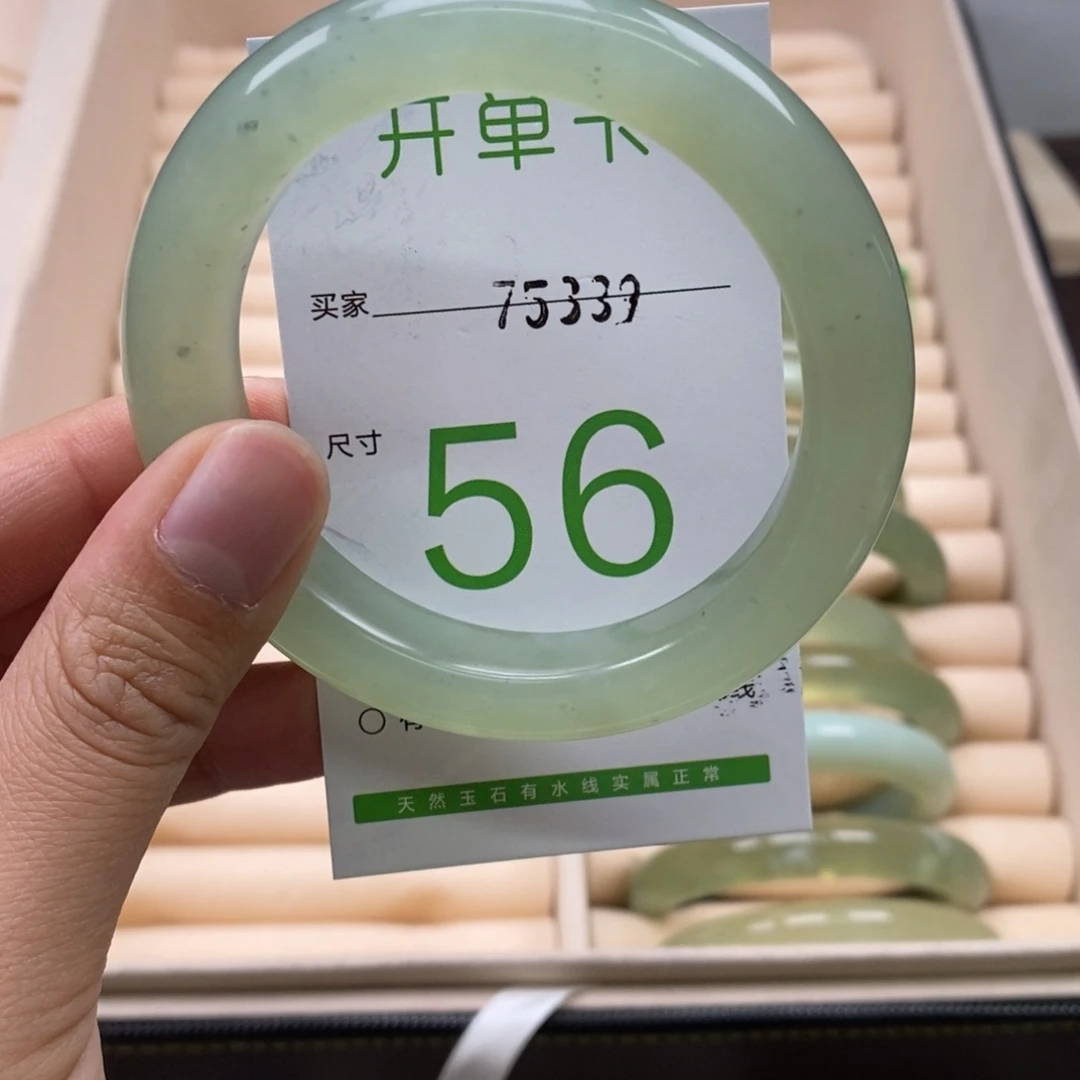 开单卡
买家 75339
尺寸 56
天然玉石有水线实属正常